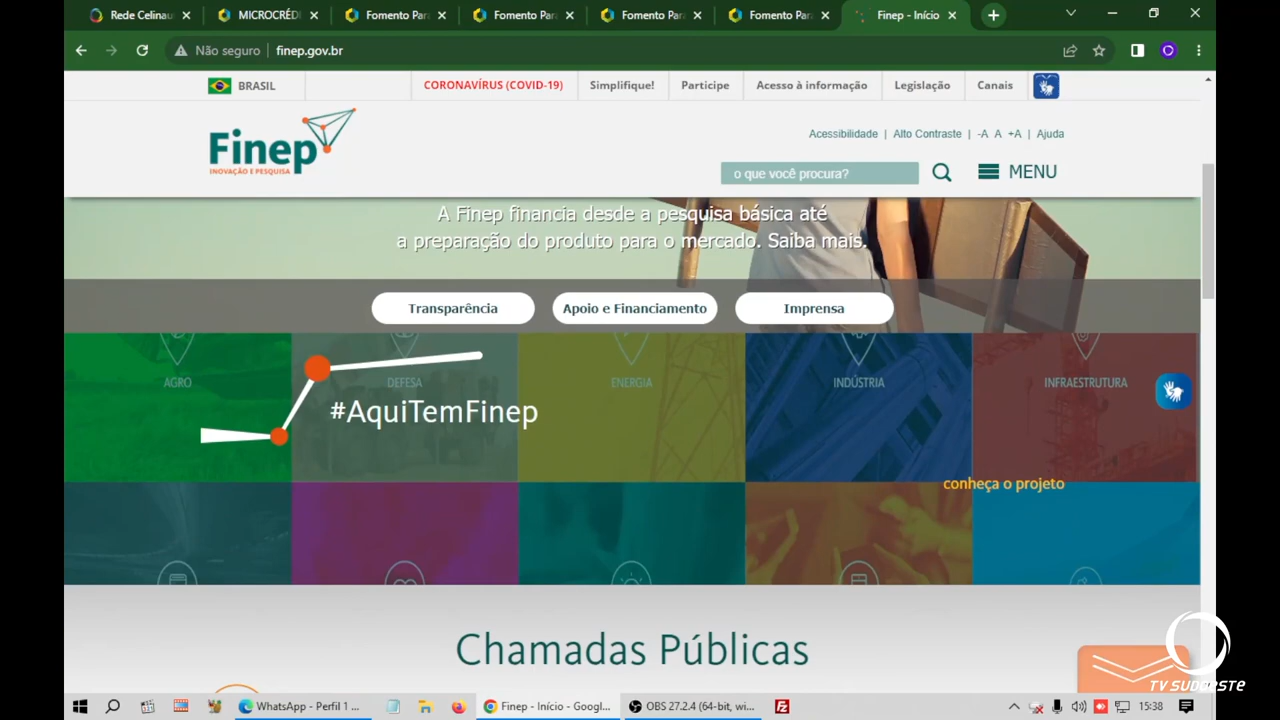 Rede Celinau
MICROCRÉDI
Fomento Par
Fomento Par
Fomento Par
Fomento Par
Finep - Início
Não seguro
finep.gov.br
BRASIL
CORONAVÍRUS (COVID-19)
Simplifique!
Participe
Acesso à informação
Legislação
Canais
Finep
INOVAÇÃO E PESQUISA
Acessibilidade | Alto Contraste | -A A +A | Ajuda
o que você procura?
MENU
A Finep financia desde a pesquisa básica até
a preparação do produto para o mercado. Saiba mais.
Transparência
Apoio e Financiamento
Imprensa
AGRO
DEFESA
ENERGIA
INDÚSTRIA
INFRAESTRUTURA
#AquiTemFinep
conheça o projeto
Chamadas Públicas
TV SUDOESTE
WhatsApp - Perfil 1 ...
Finep - Início - Googl...
OBS 27.2.4 (64-bit, wi...
15:38